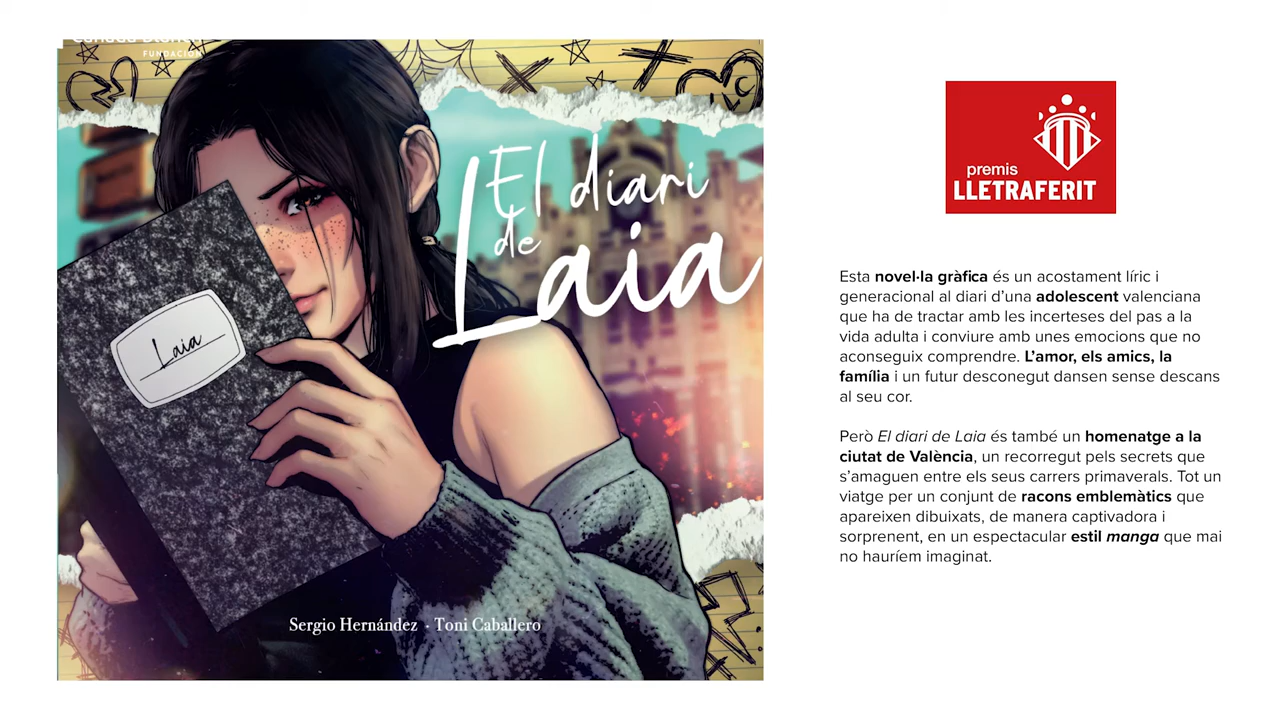 FUNDACIÓN
El diari
de
Laia
Laia
Sergio Hernández · Toni Caballero
premis
LLETRAFERIT
Esta novel·la gràfica és un acostament líric i
generacional al diari d’una adolescent valenciana
que ha de tractar amb les incerteses del pas a la
vida adulta i conviure amb unes emocions que no
aconseguix comprendre. L’amor, els amics, la
família i un futur desconegut dansen sense descans
al seu cor.
Però El diari de Laia és també un homenatge a la
ciutat de València, un recorregut pels secrets que
s’amaguen entre els seus carrers primaverals. Tot un
viatge per un conjunt de racons emblemàtics que
apareixen dibuixats, de manera captivadora i
sorprenent, en un espectacular estil manga que mai
no hauríem imaginat.